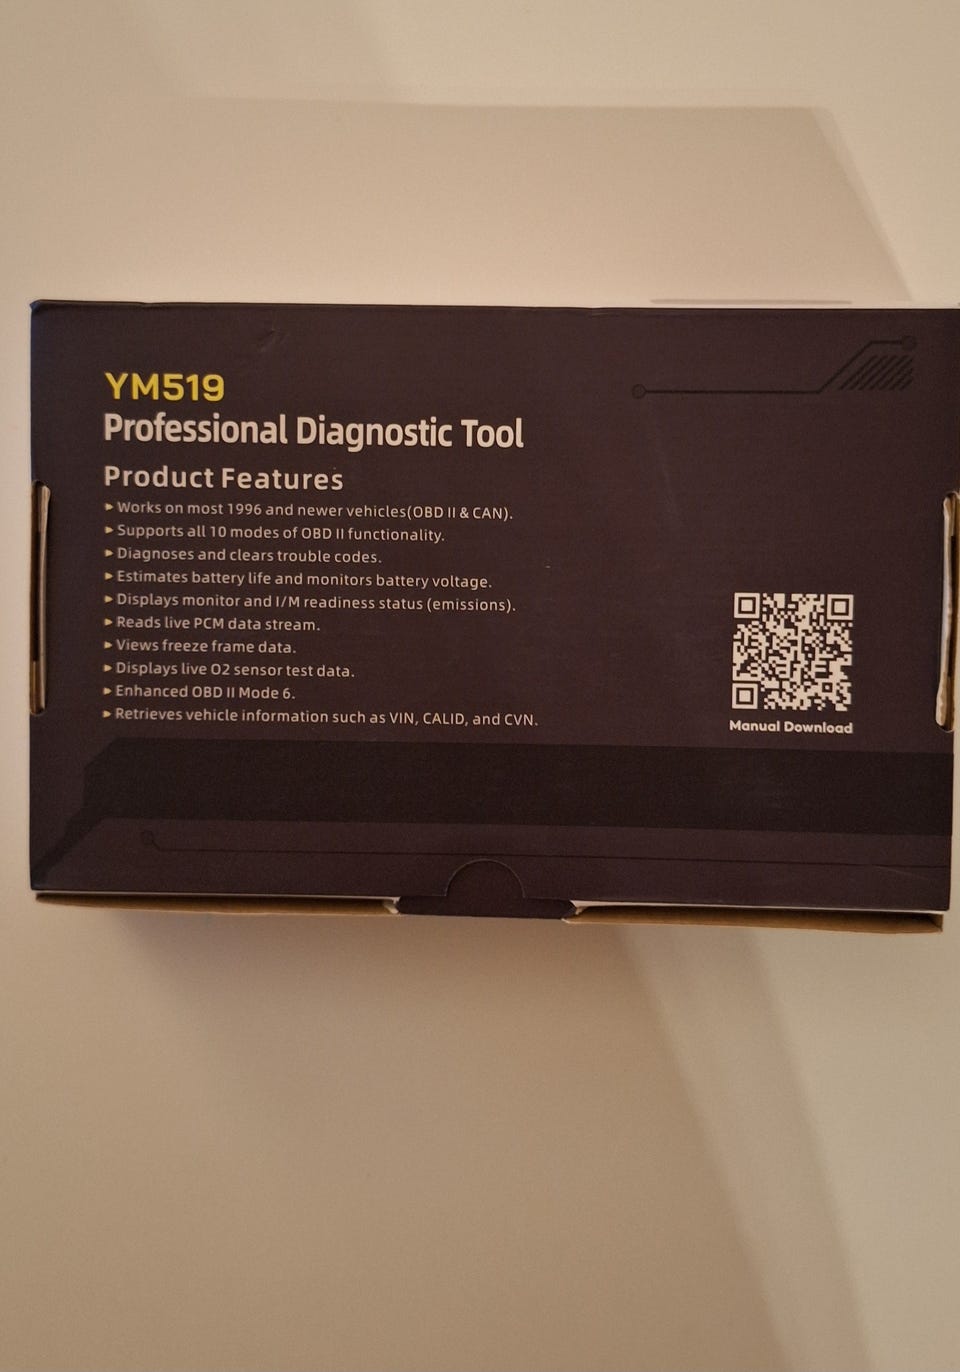 YM519
Professional Diagnostic Tool
Product Features
▸ Works on most 1996 and newer vehicles(OBD II & CAN).
▸ Supports all 10 modes of OBD II functionality.
▸ Diagnoses and clears trouble codes.
▸ Estimates battery life and monitors battery voltage.
▸ Displays monitor and I/M readiness status (emissions).
▸ Reads live PCM data stream.
▸ Views freeze frame data.
▸ Displays live O2 sensor test data.
▸ Enhanced OBD II Mode 6.
▸ Retrieves vehicle information such as VIN, CALID, and CVN.
Manual Download